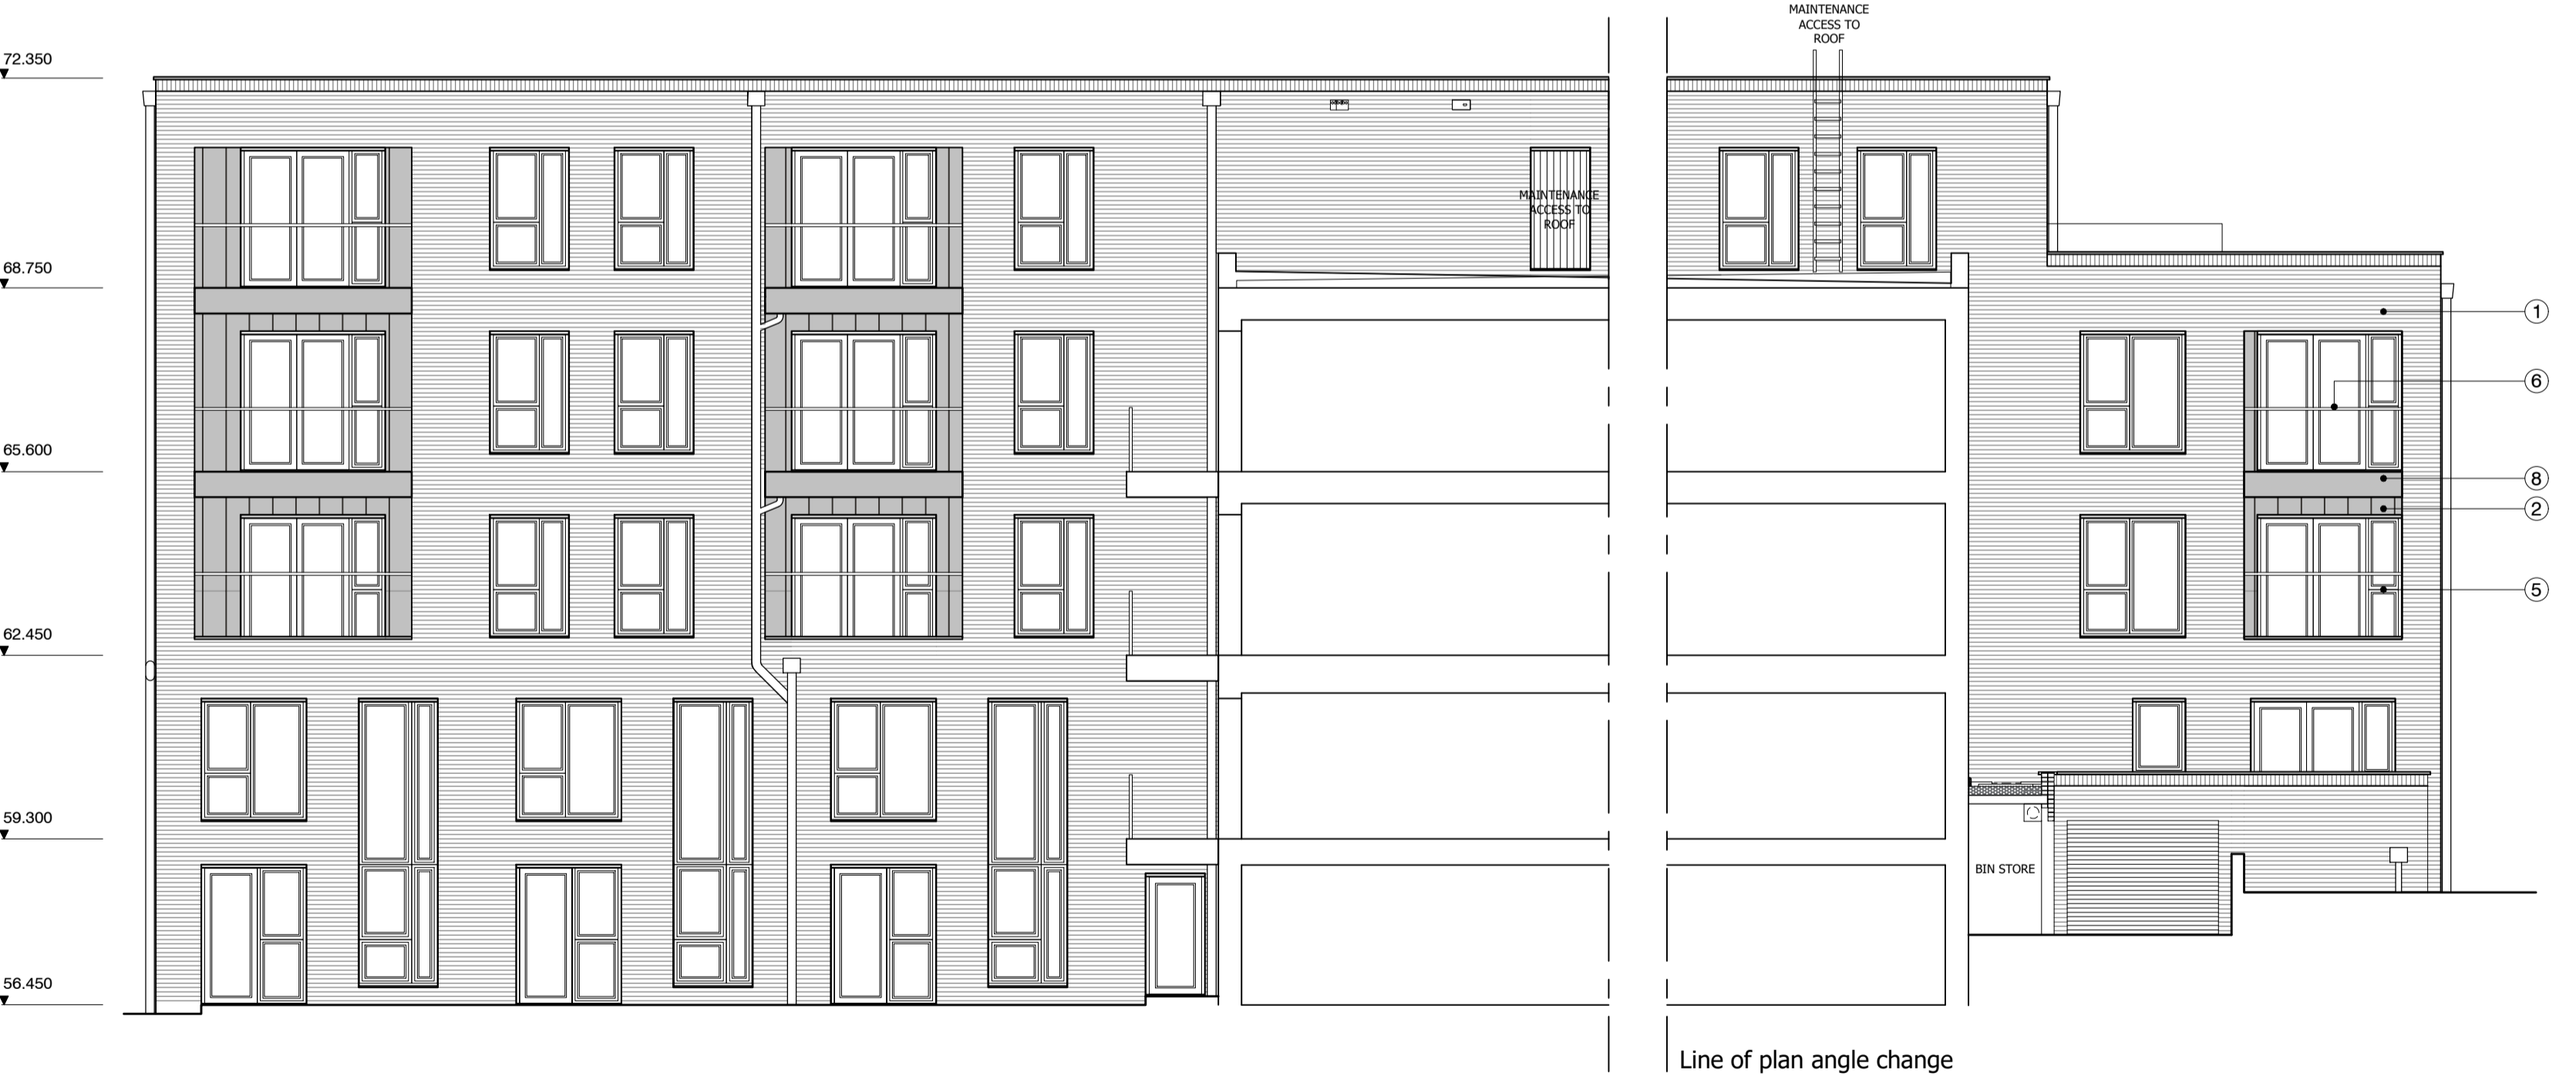 MAINTENANCE
ACCESS TO
ROOF
72.350
MAINTENANCE
ACCESS TO
ROOF
68.750
1
6
65.600
8
2
5
62.450
59.300
BIN STORE
56.450
Line of plan angle change